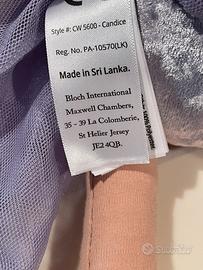 Style #: CW 5600 - Candice
Reg. No. PA-10570(LK)
Made in Sri Lanka.
Bloch International
Maxwell Chambers,
35 - 39 La Colomberie,
St Helier Jersey
JE2 4QB.
Subito